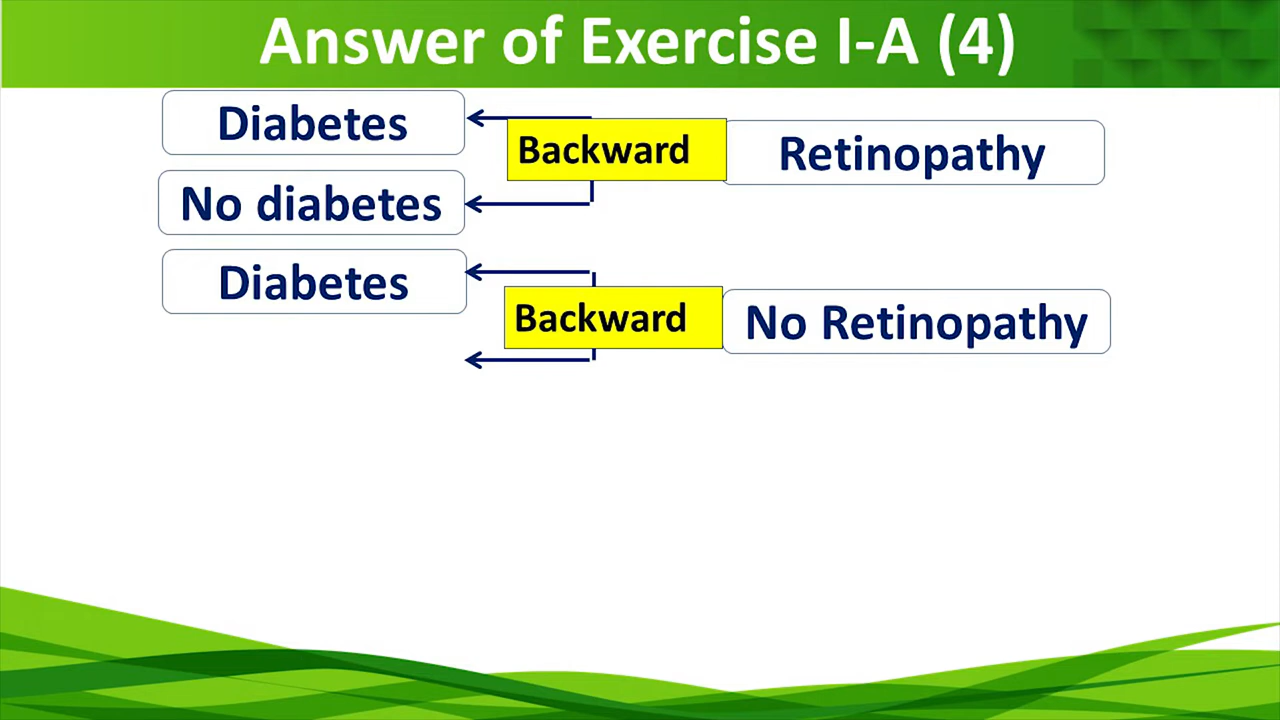 Answer of Exercise I-A (4)
Diabetes
Backward
Retinopathy
No diabetes
Diabetes
Backward
No Retinopathy